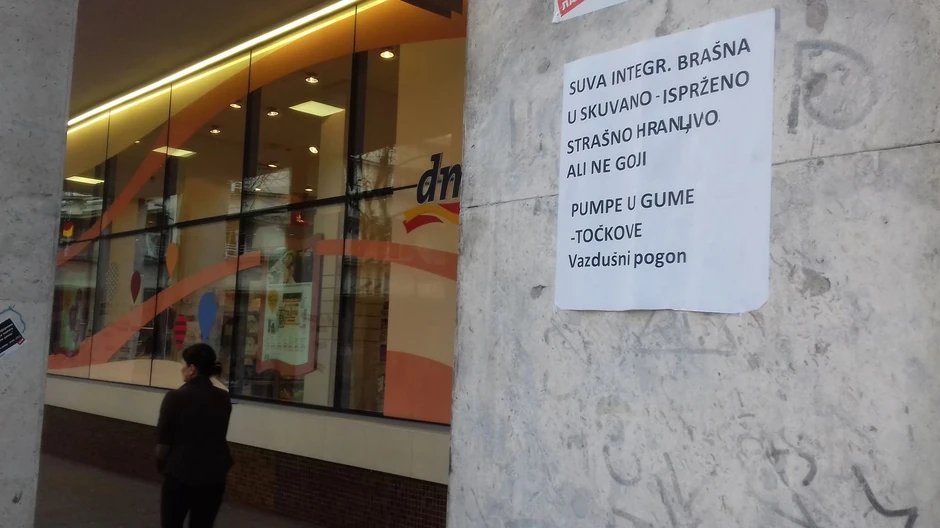 SUVA INTEGR. BRAŠNA
U SKUVANO - ISPRŽENO
STRAŠNO HRANLJIVO
ALI NE GOJI
PUMPE U GUME
-TOČKOVE
Vazdušni pogon
dm